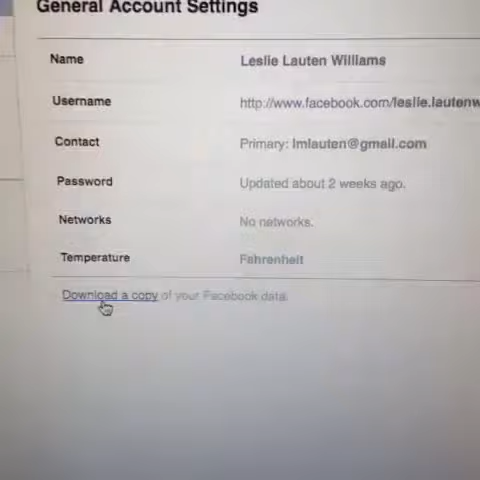 General Account Settings
Name Leslie Lauten Williams
Username http://www.facebook.com/leslie.lautenw
Contact Primary: lmlauten@gmail.com
Password Updated about 2 weeks ago.
Networks No networks.
Temperature Fahrenheit
Download a copy of your Facebook data.